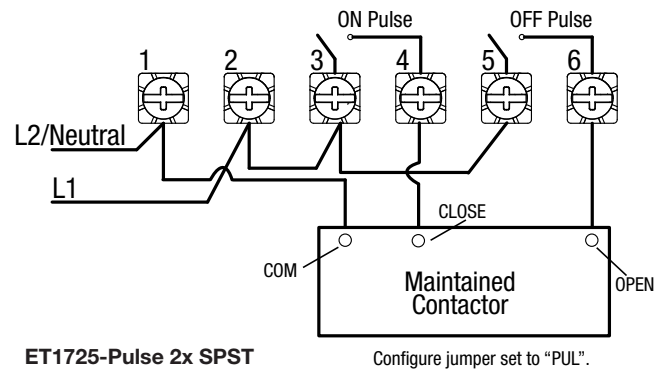 ON Pulse OFF Pulse
1 2 3 4 5 6
L2/Neutral
L1
CLOSE
COM
OPEN
Maintained
Contactor
ET1725-Pulse 2x SPST
Configure jumper set to “PUL”.